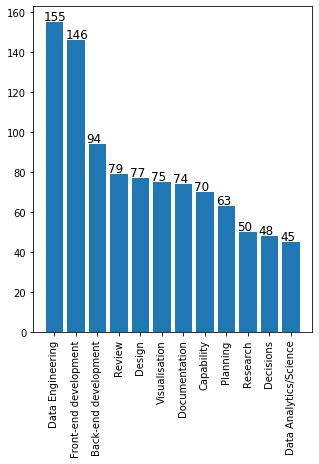 160
140
120
100
80
60
40
20
0
155
146
94
79
77
75
74
70
63
50
48
45
Data Engineering
Front-end development
Back-end development
Review
Design
Visualisation
Documentation
Capability
Planning
Research
Decisions
Data Analytics/Science